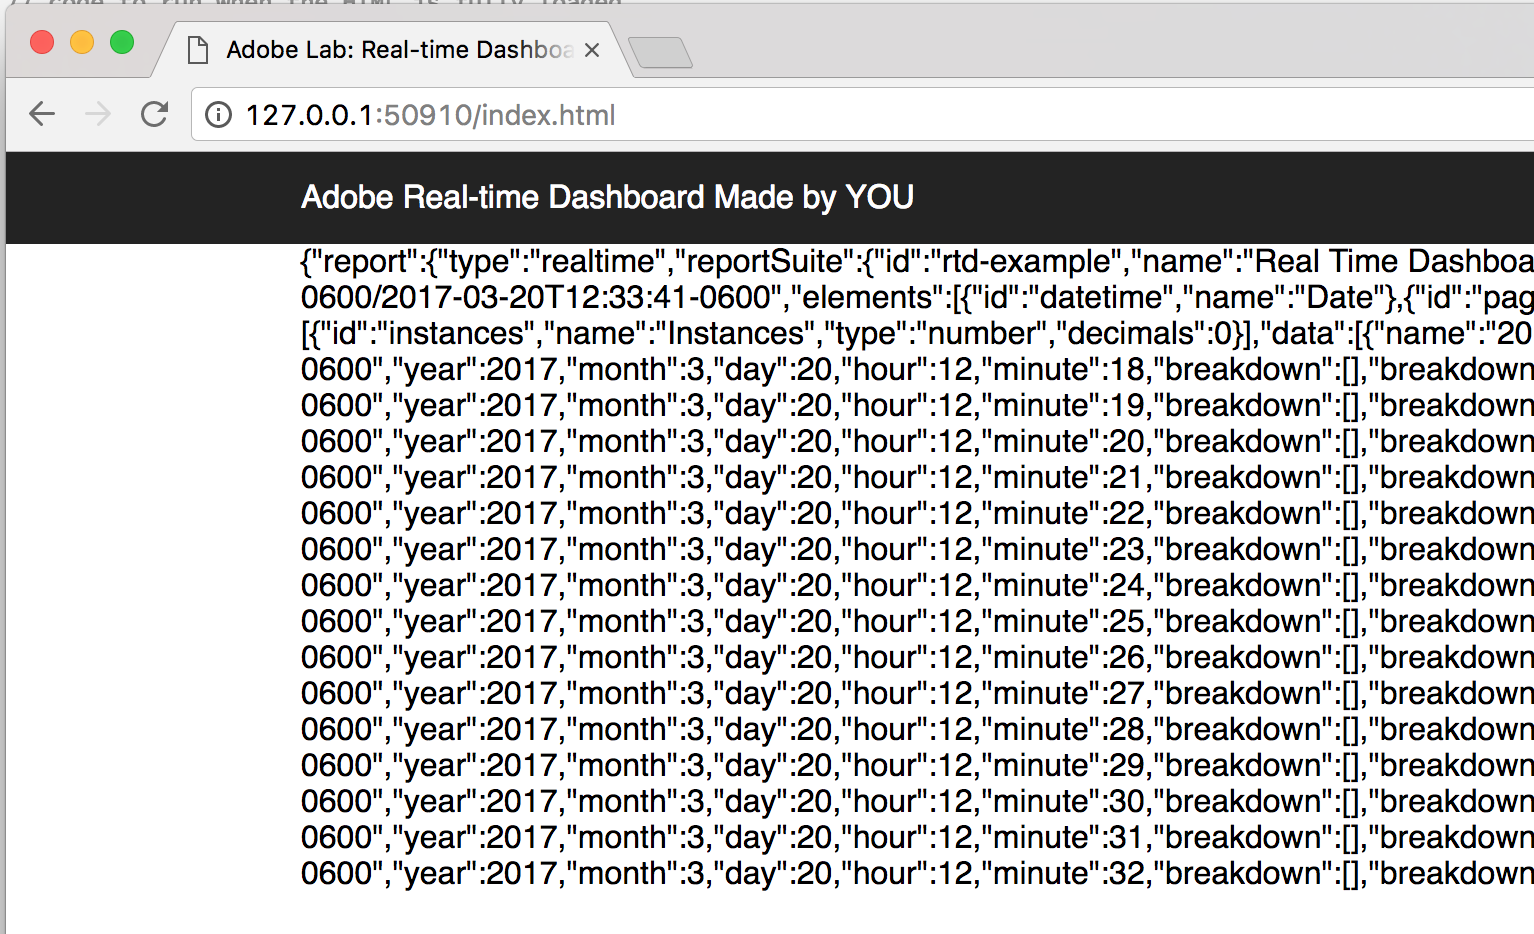 // code to run when the HTML is fully loaded
Adobe Lab: Real-time Dashboa
127.0.0.1:50910/index.html
Adobe Real-time Dashboard Made by YOU
{"report":{"type":"realtime","reportSuite":{"id":"rtd-example","name":"Real Time Dashboa
0600/2017-03-20T12:33:41-0600","elements":[{"id":"datetime","name":"Date"},{"id":"pag
[{"id":"instances","name":"Instances","type":"number","decimals":0}],"data":[{"name":"20
0600","year":2017,"month":3,"day":20,"hour":12,"minute":18,"breakdown":[],"breakdown
0600","year":2017,"month":3,"day":20,"hour":12,"minute":19,"breakdown":[],"breakdown
0600","year":2017,"month":3,"day":20,"hour":12,"minute":20,"breakdown":[],"breakdown
0600","year":2017,"month":3,"day":20,"hour":12,"minute":21,"breakdown":[],"breakdown
0600","year":2017,"month":3,"day":20,"hour":12,"minute":22,"breakdown":[],"breakdown
0600","year":2017,"month":3,"day":20,"hour":12,"minute":23,"breakdown":[],"breakdown
0600","year":2017,"month":3,"day":20,"hour":12,"minute":24,"breakdown":[],"breakdown
0600","year":2017,"month":3,"day":20,"hour":12,"minute":25,"breakdown":[],"breakdown
0600","year":2017,"month":3,"day":20,"hour":12,"minute":26,"breakdown":[],"breakdown
0600","year":2017,"month":3,"day":20,"hour":12,"minute":27,"breakdown":[],"breakdown
0600","year":2017,"month":3,"day":20,"hour":12,"minute":28,"breakdown":[],"breakdown
0600","year":2017,"month":3,"day":20,"hour":12,"minute":29,"breakdown":[],"breakdown
0600","year":2017,"month":3,"day":20,"hour":12,"minute":30,"breakdown":[],"breakdown
0600","year":2017,"month":3,"day":20,"hour":12,"minute":31,"breakdown":[],"breakdown
0600","year":2017,"month":3,"day":20,"hour":12,"minute":32,"breakdown":[],"breakdown